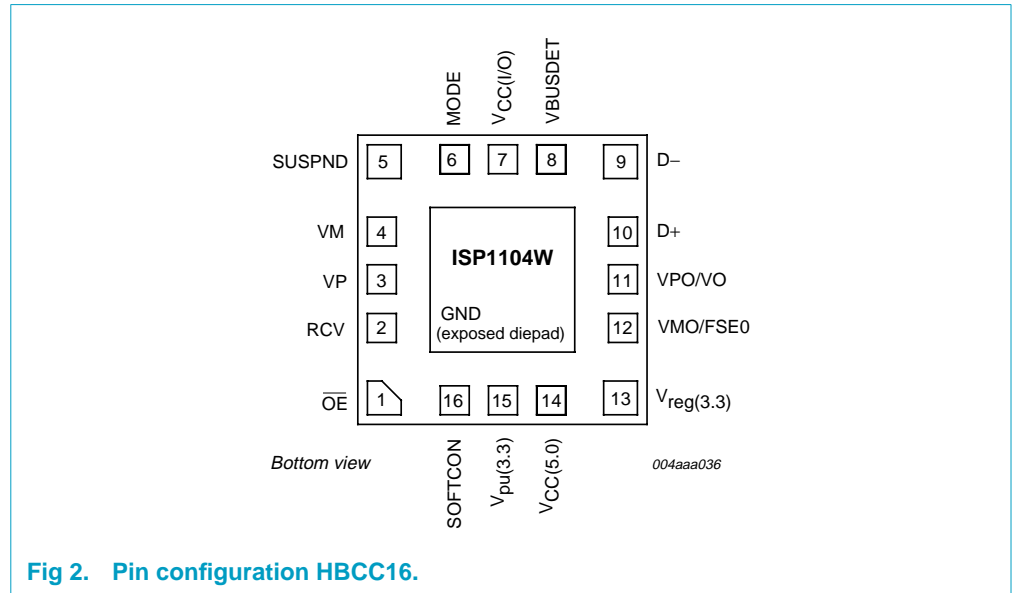 MODE
VCC(I/O)
VBUSDET
SUSPND 5 6 7 8 9 D−
VM 4 10 D+
ISP1104W
VP 3 11 VPO/VO
GND
(exposed diepad)
RCV 2 12 VMO/FSE0
O̅E̅ 1 16 15 14 13 Vreg(3.3)
SOFTCON
Vpu(3.3)
VCC(5.0)
Bottom view
004aaa036
Fig 2. Pin configuration HBCC16.